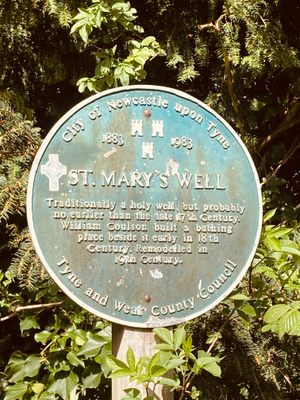 City of Newcastle upon Tyne
1883 1983
ST. MARY'S WELL
Traditionally a holy well, but probably
no earlier than the late 17th Century.
William Coulson built a bathing
place beside it early in 18th
Century. Remodelled in
19th Century.
Tyne and Wear County Council